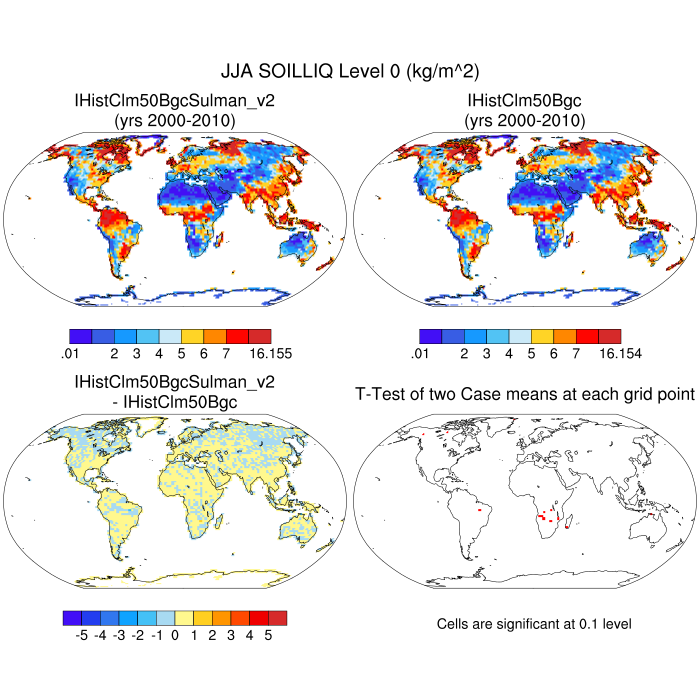 JJA SOILLIQ Level 0 (kg/m^2)
IHistClm50BgcSulman_v2
(yrs 2000-2010)
IHistClm50Bgc
(yrs 2000-2010)
.01 2 3 4 5 6 7 16.155
.01 2 3 4 5 6 7 16.154
IHistClm50BgcSulman_v2
- IHistClm50Bgc
T-Test of two Case means at each grid point
-5 -4 -3 -2 -1 0 1 2 3 4 5
Cells are significant at 0.1 level